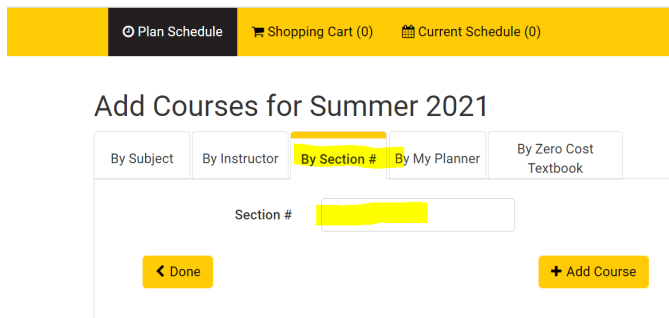 Plan Schedule Shopping Cart (0) Current Schedule (0)
Add Courses for Summer 2021
By Subject By Instructor By Section # By My Planner By Zero Cost
Textbook
Section #
Done + Add Course